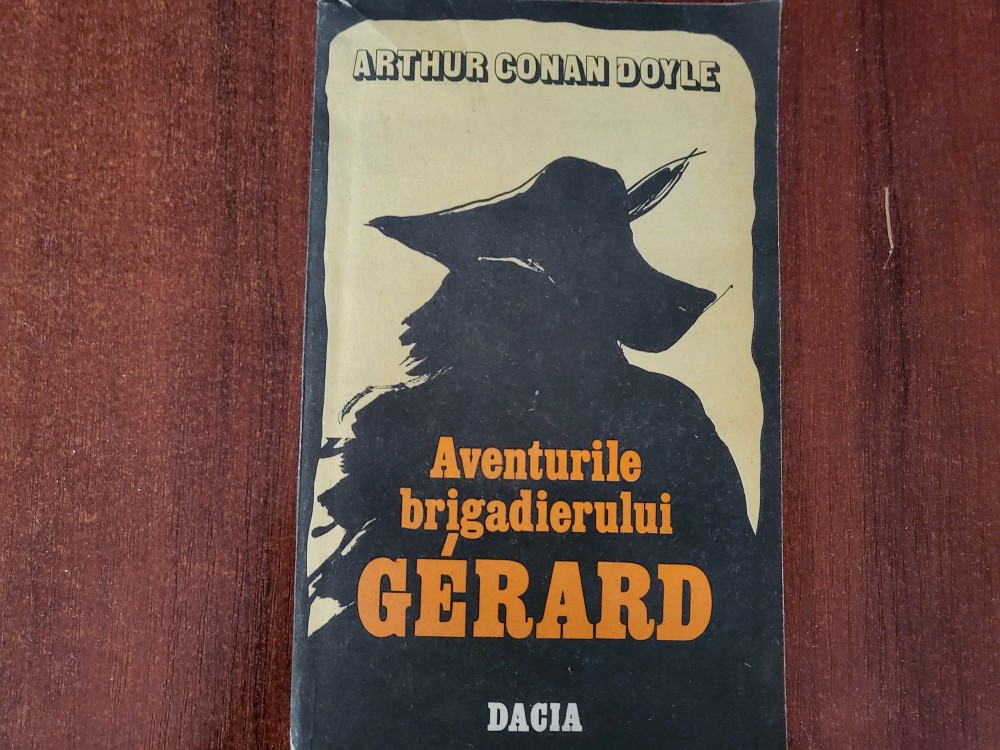 ARTHUR CONAN DOYLE
Aventurile
brigadierului
GÉRARD
DACIA